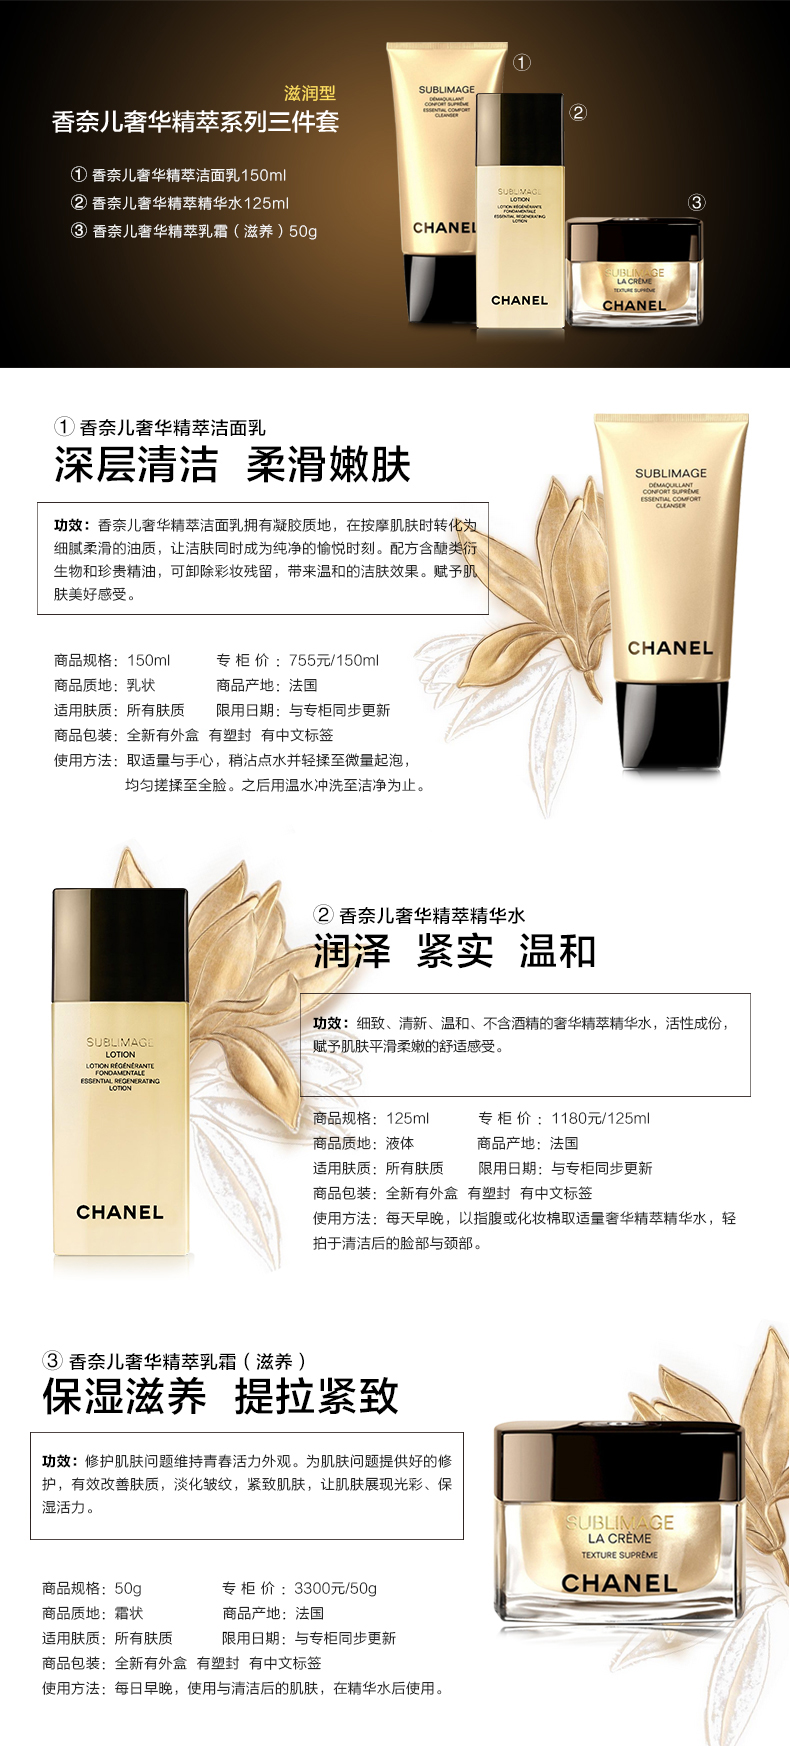 滋润型
香奈儿奢华精萃系列三件套
① 香奈儿奢华精萃洁面乳150ml
② 香奈儿奢华精萃精华水125ml
③ 香奈儿奢华精萃乳霜（滋养）50g
①
SUBLIMAGE
DÉMAQUILLANT
CONFORT SUPRÊME
ESSENTIAL COMFORT
CLEANSER
CHANEL
②
SUBLIMAGE
LOTION
LOTION RÉGÉNÉRANTE
FONDAMENTALE
ESSENTIAL REGENERATING
LOTION
CHANEL
③
SUBLIMAGE
LA CRÈME
TEXTURE SUPRÊME
CHANEL
① 香奈儿奢华精萃洁面乳
深层清洁 柔滑嫩肤
功效：香奈儿奢华精萃洁面乳拥有凝胶质地，在按摩肌肤时转化为
细腻柔滑的油质，让洁肤同时成为纯净的愉悦时刻。配方含醣类衍
生物和珍贵精油，可卸除彩妆残留，带来温和的洁肤效果。赋予肌
肤美好感受。
商品规格：150ml 专 柜 价 ：755元/150ml
商品质地：乳状 商品产地：法国
适用肤质：所有肤质 限用日期：与专柜同步更新
商品包装：全新有外盒 有塑封 有中文标签
使用方法：取适量与手心，稍沾点水并轻揉至微量起泡，
均匀搓揉至全脸。之后用温水冲洗至洁净为止。
SUBLIMAGE
DÉMAQUILLANT
CONFORT SUPRÊME
ESSENTIAL COMFORT
CLEANSER
CHANEL
SUBLIMAGE
LOTION
LOTION RÉGÉNÉRANTE
FONDAMENTALE
ESSENTIAL REGENERATING
LOTION
CHANEL
② 香奈儿奢华精萃精华水
润泽 紧实 温和
功效：细致、清新、温和、不含酒精的奢华精萃精华水，活性成份，
赋予肌肤平滑柔嫩的舒适感受。
商品规格：125ml 专 柜 价 ：1180元/125ml
商品质地：液体 商品产地：法国
适用肤质：所有肤质 限用日期：与专柜同步更新
商品包装：全新有外盒 有塑封 有中文标签
使用方法：每天早晚，以指腹或化妆棉取适量奢华精萃精华水，轻
拍于清洁后的脸部与颈部。
③ 香奈儿奢华精萃乳霜（滋养）
保湿滋养 提拉紧致
功效：修护肌肤问题维持青春活力外观。为肌肤问题提供好的修
护，有效改善肤质，淡化皱纹，紧致肌肤，让肌肤展现光彩、保
湿活力。
商品规格：50g 专 柜 价 ：3300元/50g
商品质地：霜状 商品产地：法国
适用肤质：所有肤质 限用日期：与专柜同步更新
商品包装：全新有外盒 有塑封 有中文标签
使用方法：每日早晚，使用与清洁后的肌肤，在精华水后使用。
SUBLIMAGE
LA CRÈME
TEXTURE SUPRÊME
CHANEL